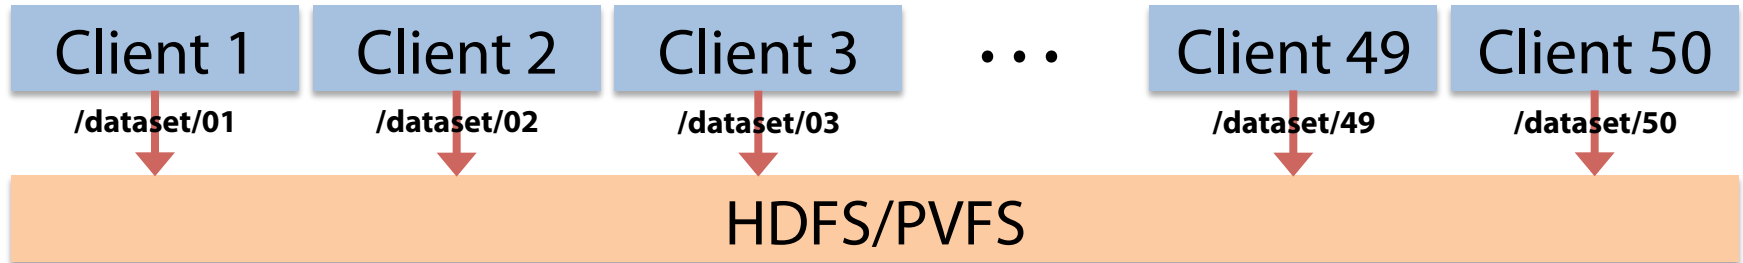 Client 1 Client 2 Client 3 ... Client 49 Client 50
/dataset/01 /dataset/02 /dataset/03 /dataset/49 /dataset/50
HDFS/PVFS